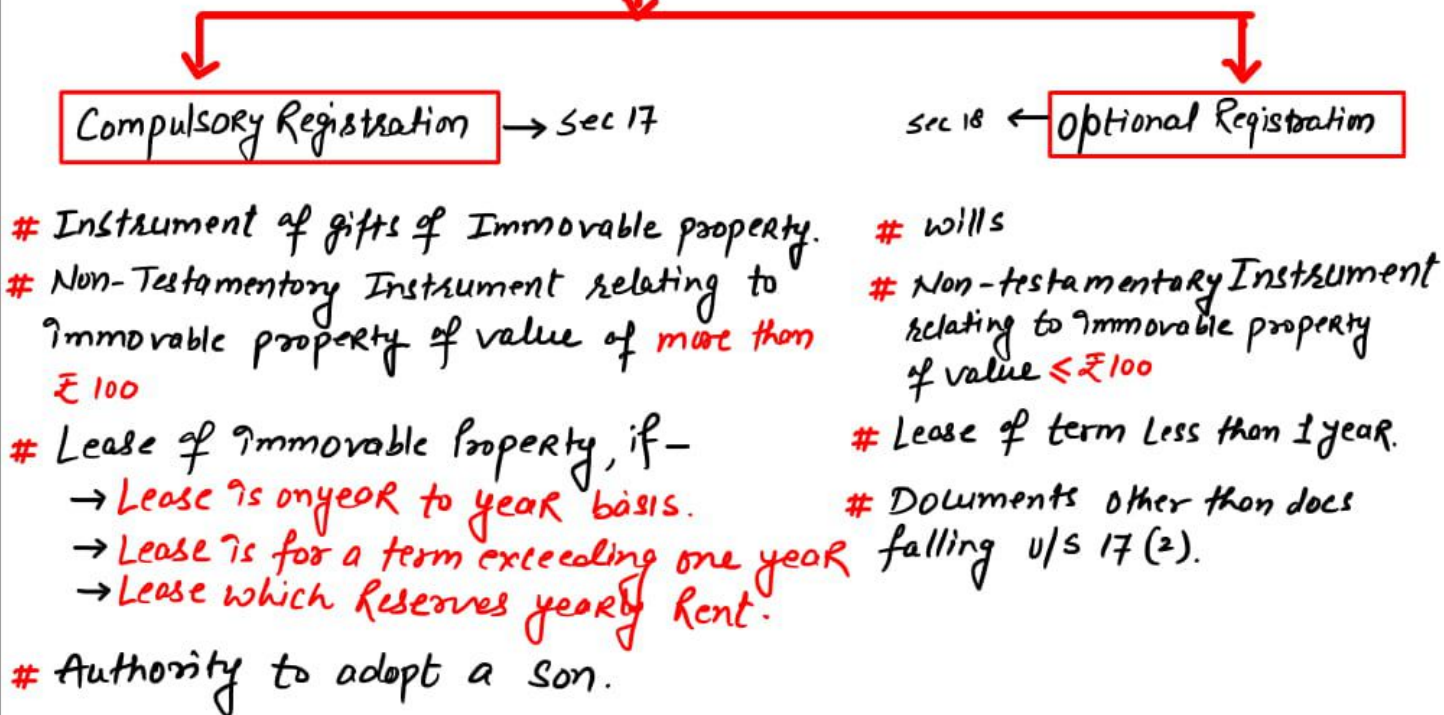 Compulsory Registration → Sec 17
Sec 18 ← Optional Registration
# Instrument of gifts of Immovable property.
# Non-Testamentory Instrument relating to
immovable property of value of more than
₹ 100
# Lease of immovable Property, if –
→ Lease is on year to year basis.
→ Lease is for a term exceeding one year
→ Lease which Reserves yearly Rent.
# Authority to adopt a son.
# wills
# Non-testamentary Instrument
relating to immovable property
of value ≤ ₹100
# Lease of term Less than 1 year.
# Documents other than docs
falling u/s 17 (2).